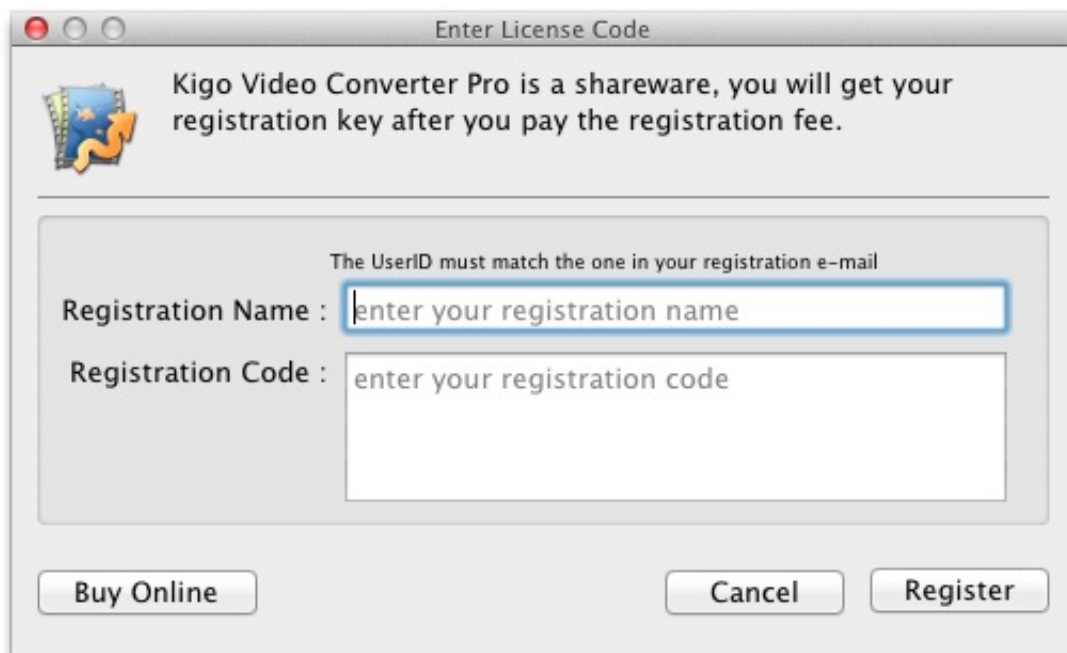 Enter License Code
Kigo Video Converter Pro is a shareware, you will get your
registration key after you pay the registration fee.
The UserID must match the one in your registration e-mail
Registration Name : enter your registration name
Registration Code : enter your registration code
Buy Online Cancel Register